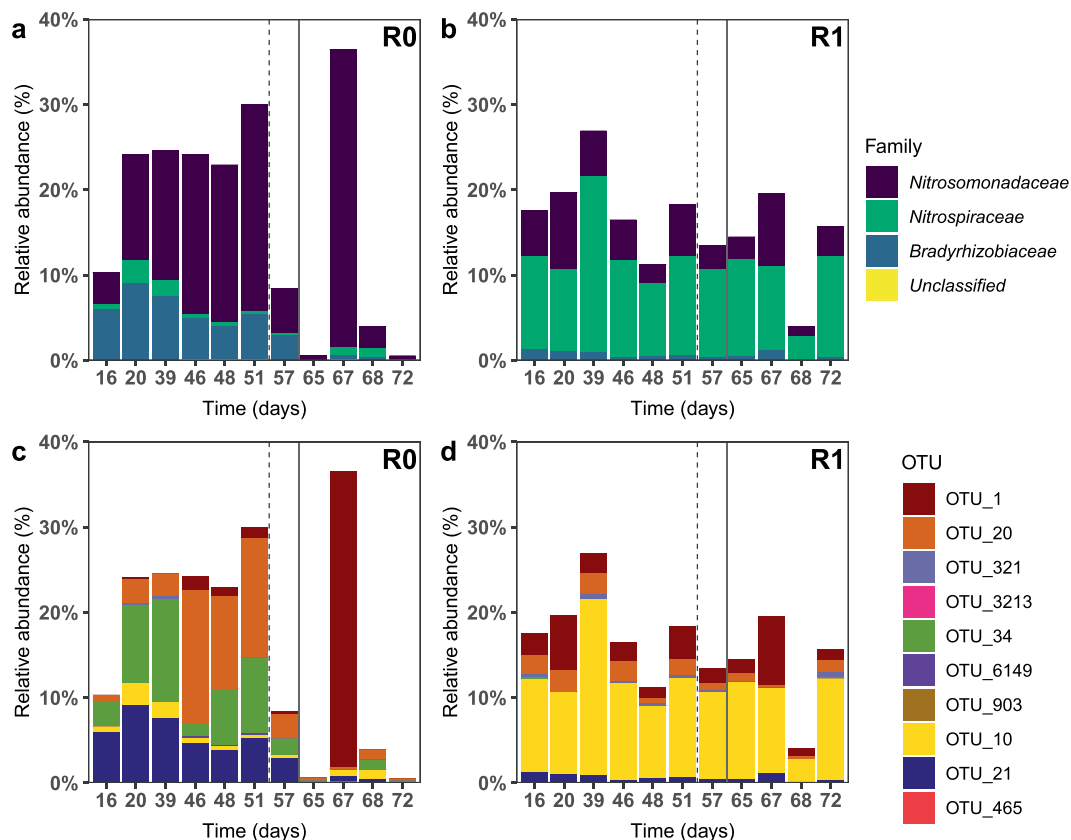 a
R0
40%
30%
20%
10%
0%
Relative abundance (%)
16 20 39 46 48 51 57 65 67 68 72
Time (days)
b
R1
40%
30%
20%
10%
0%
Relative abundance (%)
16 20 39 46 48 51 57 65 67 68 72
Time (days)
Family
Nitrosomonadaceae
Nitrospiraceae
Bradyrhizobiaceae
Unclassified
c
R0
40%
30%
20%
10%
0%
Relative abundance (%)
16 20 39 46 48 51 57 65 67 68 72
Time (days)
d
R1
40%
30%
20%
10%
0%
Relative abundance (%)
16 20 39 46 48 51 57 65 67 68 72
Time (days)
OTU
OTU_1
OTU_20
OTU_321
OTU_3213
OTU_34
OTU_6149
OTU_903
OTU_10
OTU_21
OTU_465